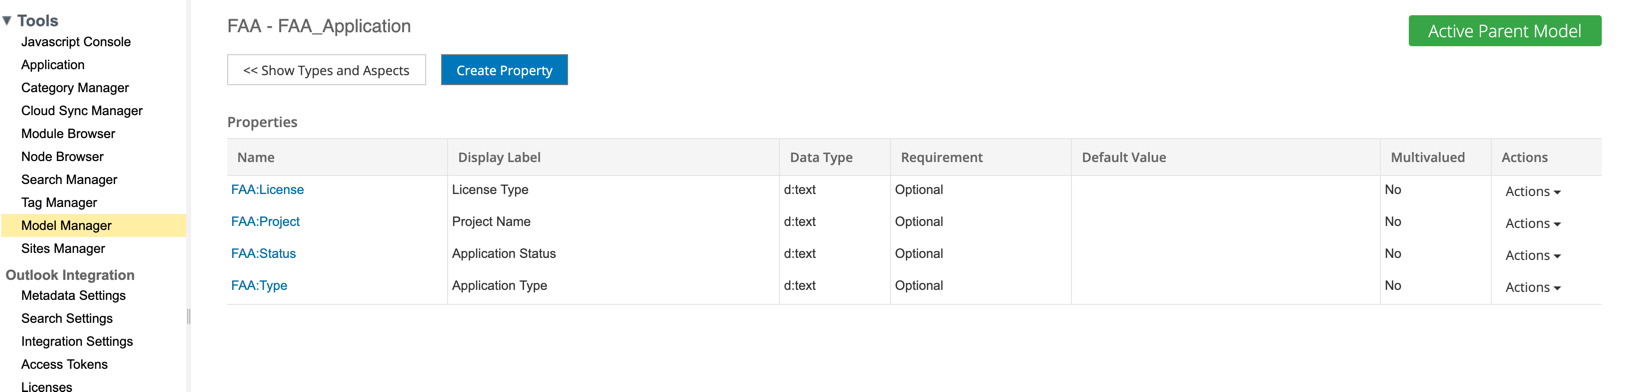 Tools
Javascript Console
Application
Category Manager
Cloud Sync Manager
Module Browser
Node Browser
Search Manager
Tag Manager
Model Manager
Sites Manager
Outlook Integration
Metadata Settings
Search Settings
Integration Settings
Access Tokens
Licenses
FAA - FAA_Application
Active Parent Model
<< Show Types and Aspects Create Property
Properties
Name Display Label Data Type Requirement Default Value Multivalued Actions
FAA:License License Type d:text Optional No Actions
FAA:Project Project Name d:text Optional No Actions
FAA:Status Application Status d:text Optional No Actions
FAA:Type Application Type d:text Optional No Actions